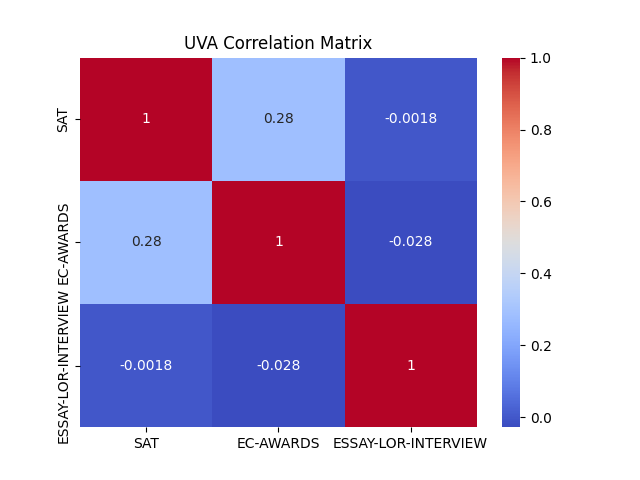 UVA Correlation Matrix
SAT
1
0.28
-0.0018
EC-AWARDS
0.28
1
-0.028
ESSAY-LOR-INTERVIEW
-0.0018
-0.028
1
SAT
EC-AWARDS
ESSAY-LOR-INTERVIEW
1.0
0.8
0.6
0.4
0.2
0.0